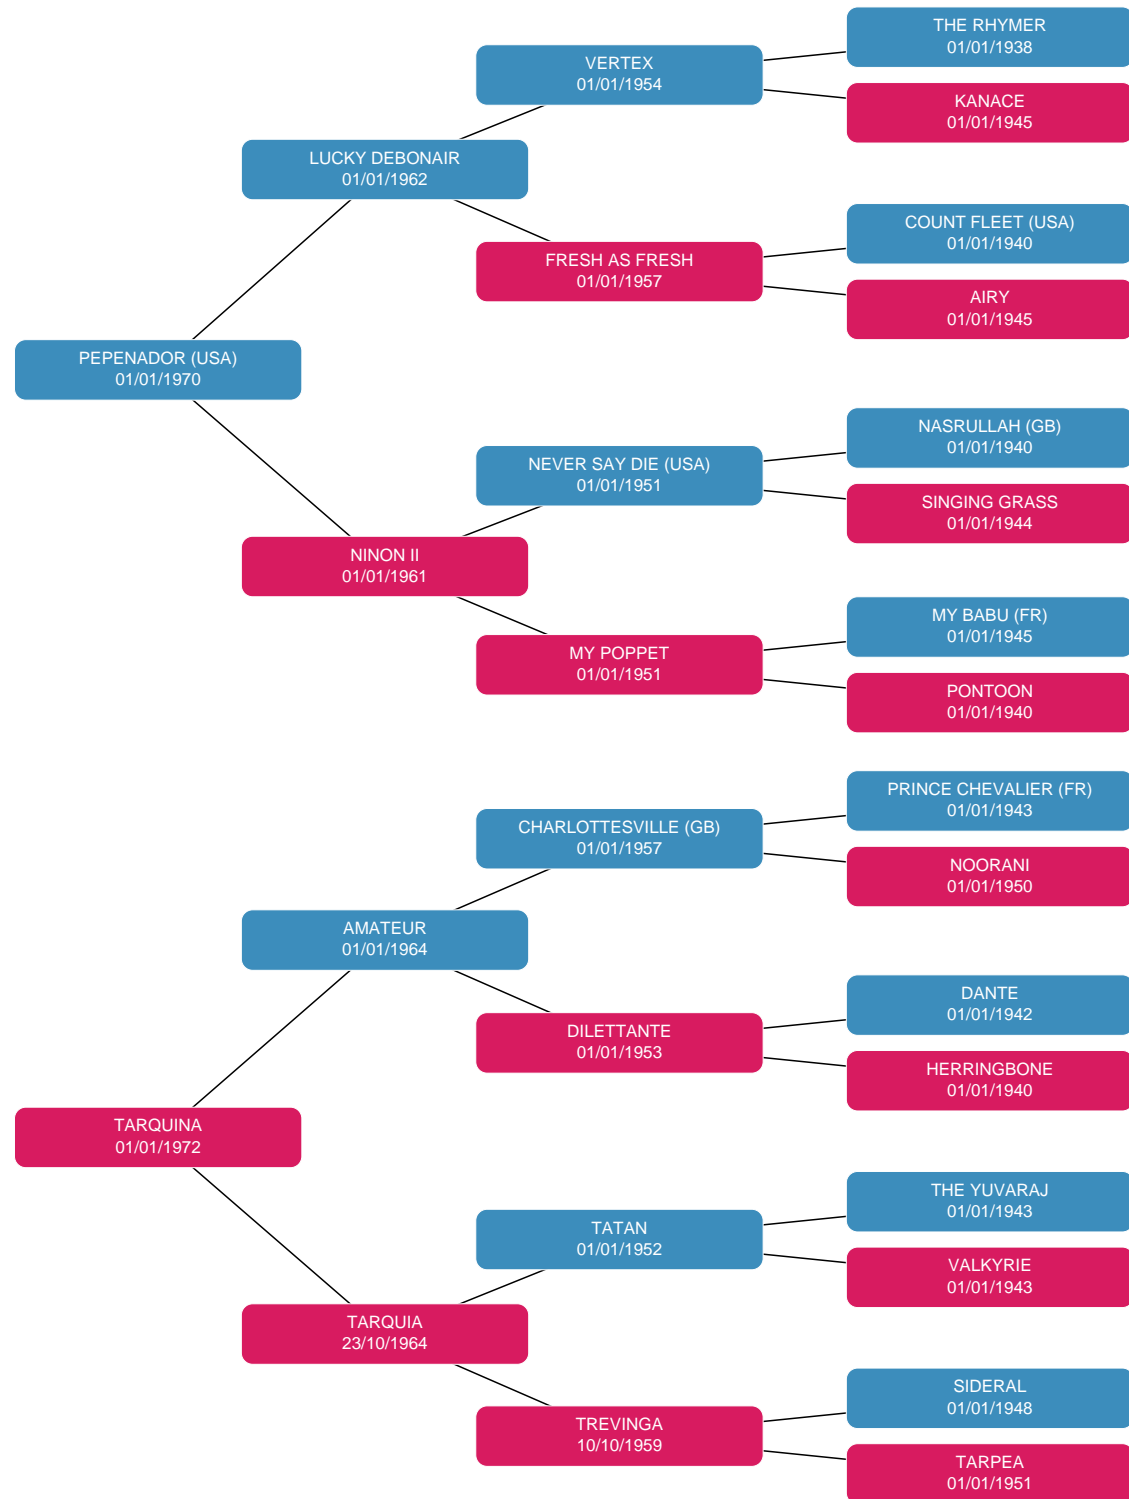 THE RHYMER
01/01/1938
VERTEX
01/01/1954
KANACE
01/01/1945
LUCKY DEBONAIR
01/01/1962
COUNT FLEET (USA)
01/01/1940
FRESH AS FRESH
01/01/1957
AIRY
01/01/1945
PEPENADOR (USA)
01/01/1970
NASRULLAH (GB)
01/01/1940
NEVER SAY DIE (USA)
01/01/1951
SINGING GRASS
01/01/1944
NINON II
01/01/1961
MY BABU (FR)
01/01/1945
MY POPPET
01/01/1951
PONTOON
01/01/1940
PRINCE CHEVALIER (FR)
01/01/1943
CHARLOTTESVILLE (GB)
01/01/1957
NOORANI
01/01/1950
AMATEUR
01/01/1964
DANTE
01/01/1942
DILETTANTE
01/01/1953
HERRINGBONE
01/01/1940
TARQUINA
01/01/1972
THE YUVARAJ
01/01/1943
TATAN
01/01/1952
VALKYRIE
01/01/1943
TARQUIA
23/10/1964
SIDERAL
01/01/1948
TREVINGA
10/10/1959
TARPEA
01/01/1951